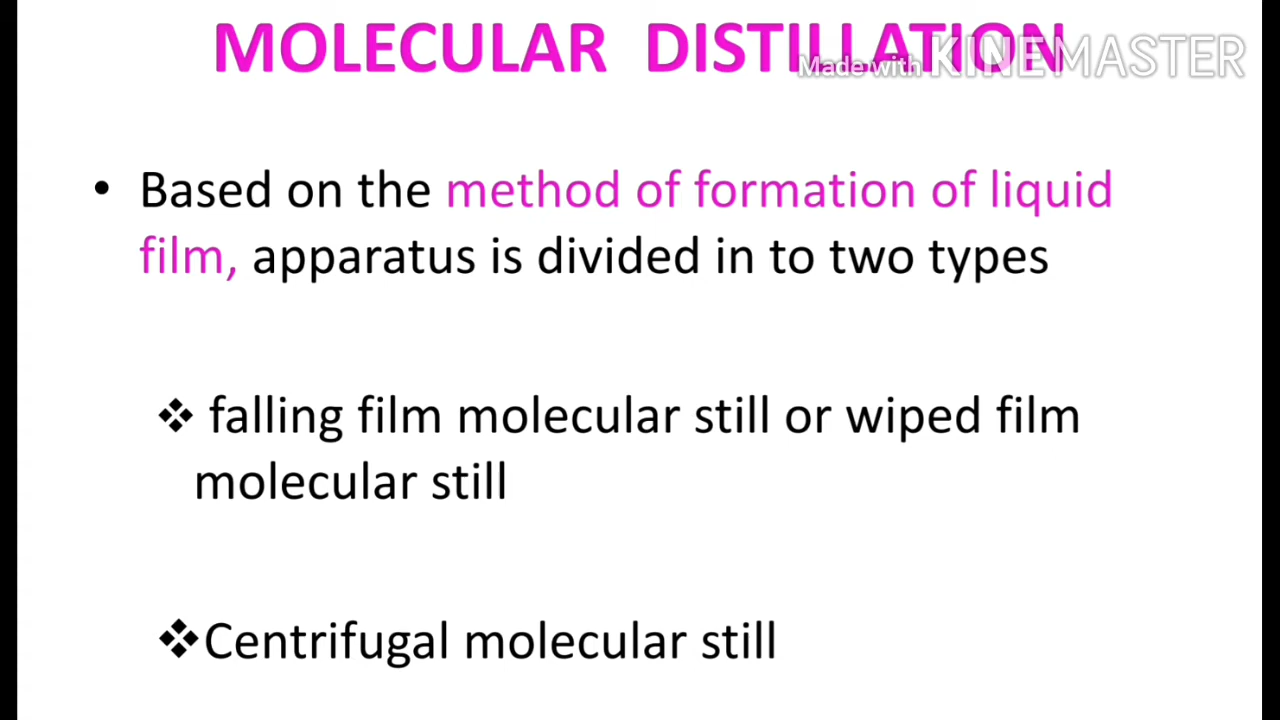 MOLECULAR DISTILLATION
Made with KINEMASTER
• Based on the method of formation of liquid
film, apparatus is divided in to two types
❖ falling film molecular still or wiped film
molecular still
❖Centrifugal molecular still